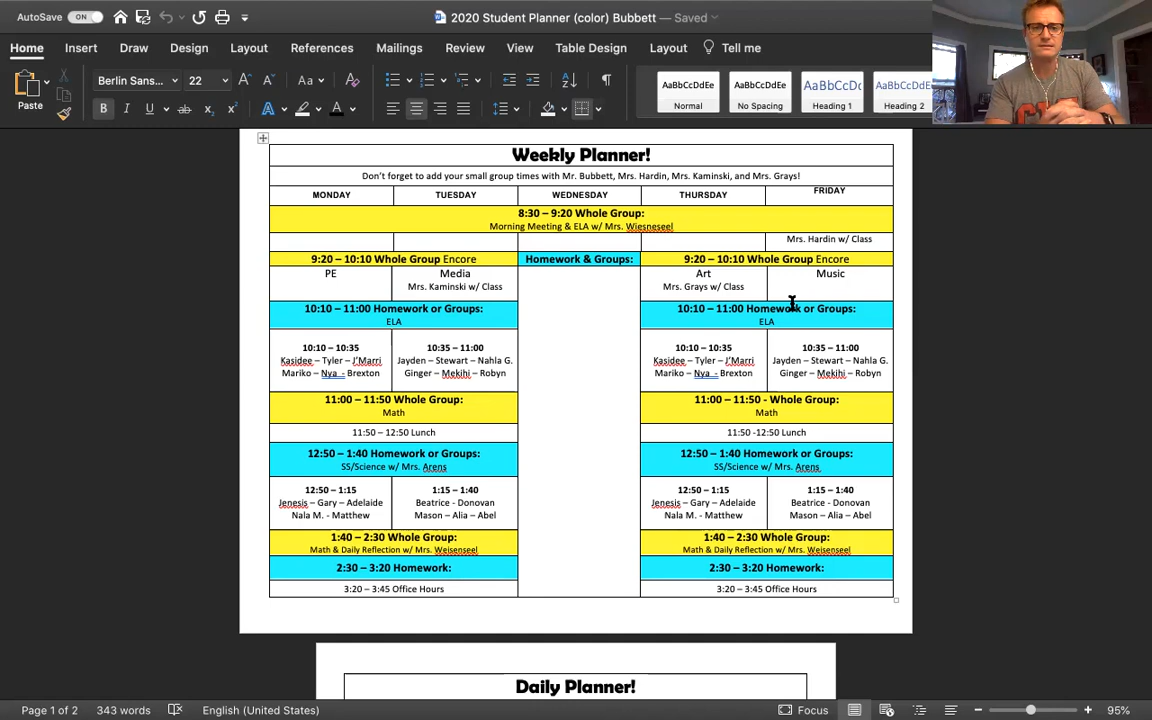 AutoSave ON 2020 Student Planner (color) Bubbett — Saved
Home Insert Draw Design Layout References Mailings Review View Table Design Layout Tell me
Paste Berlin Sans... 22 A A Aa A
B I U ab x₂ x² A A
AaBbCcDdEe AaBbCcDdEe AaBbCcDc AaBbCcDdEe
Normal No Spacing Heading 1 Heading 2
Weekly Planner!
Don't forget to add your small group times with Mr. Bubbett, Mrs. Hardin, Mrs. Kaminski, and Mrs. Grays!
MONDAY TUESDAY WEDNESDAY THURSDAY FRIDAY
8:30 – 9:20 Whole Group:
Morning Meeting & ELA w/ Mrs. Wiesneseel
Mrs. Hardin w/ Class
9:20 – 10:10 Whole Group Encore Homework & Groups: 9:20 – 10:10 Whole Group Encore
PE Media Art Music
Mrs. Kaminski w/ Class Mrs. Grays w/ Class
10:10 – 11:00 Homework or Groups: 10:10 – 11:00 Homework or Groups:
ELA ELA
10:10 – 10:35 10:35 – 11:00 10:10 – 10:35 10:35 – 11:00
Kasidee – Tyler – J'Marri Jayden – Stewart – Nahla G. Kasidee – Tyler – J'Marri Jayden – Stewart – Nahla G.
Mariko – Nya - Brexton Ginger – Mekihi – Robyn Mariko – Nya - Brexton Ginger – Mekihi – Robyn
11:00 – 11:50 Whole Group: 11:00 – 11:50 - Whole Group:
Math Math
11:50 – 12:50 Lunch 11:50 -12:50 Lunch
12:50 – 1:40 Homework or Groups: 12:50 – 1:40 Homework or Groups:
SS/Science w/ Mrs. Arens SS/Science w/ Mrs. Arens
12:50 – 1:15 1:15 – 1:40 12:50 – 1:15 1:15 – 1:40
Jenesis – Gary – Adelaide Beatrice - Donovan Jenesis – Gary – Adelaide Beatrice - Donovan
Nala M. - Matthew Mason – Alia – Abel Nala M. - Matthew Mason – Alia – Abel
1:40 – 2:30 Whole Group: 1:40 – 2:30 Whole Group:
Math & Daily Reflection w/ Mrs. Weisenseel Math & Daily Reflection w/ Mrs. Weisenseel
2:30 – 3:20 Homework: 2:30 – 3:20 Homework:
3:20 – 3:45 Office Hours 3:20 – 3:45 Office Hours
Daily Planner!
Page 1 of 2 343 words English (United States) Focus 95%